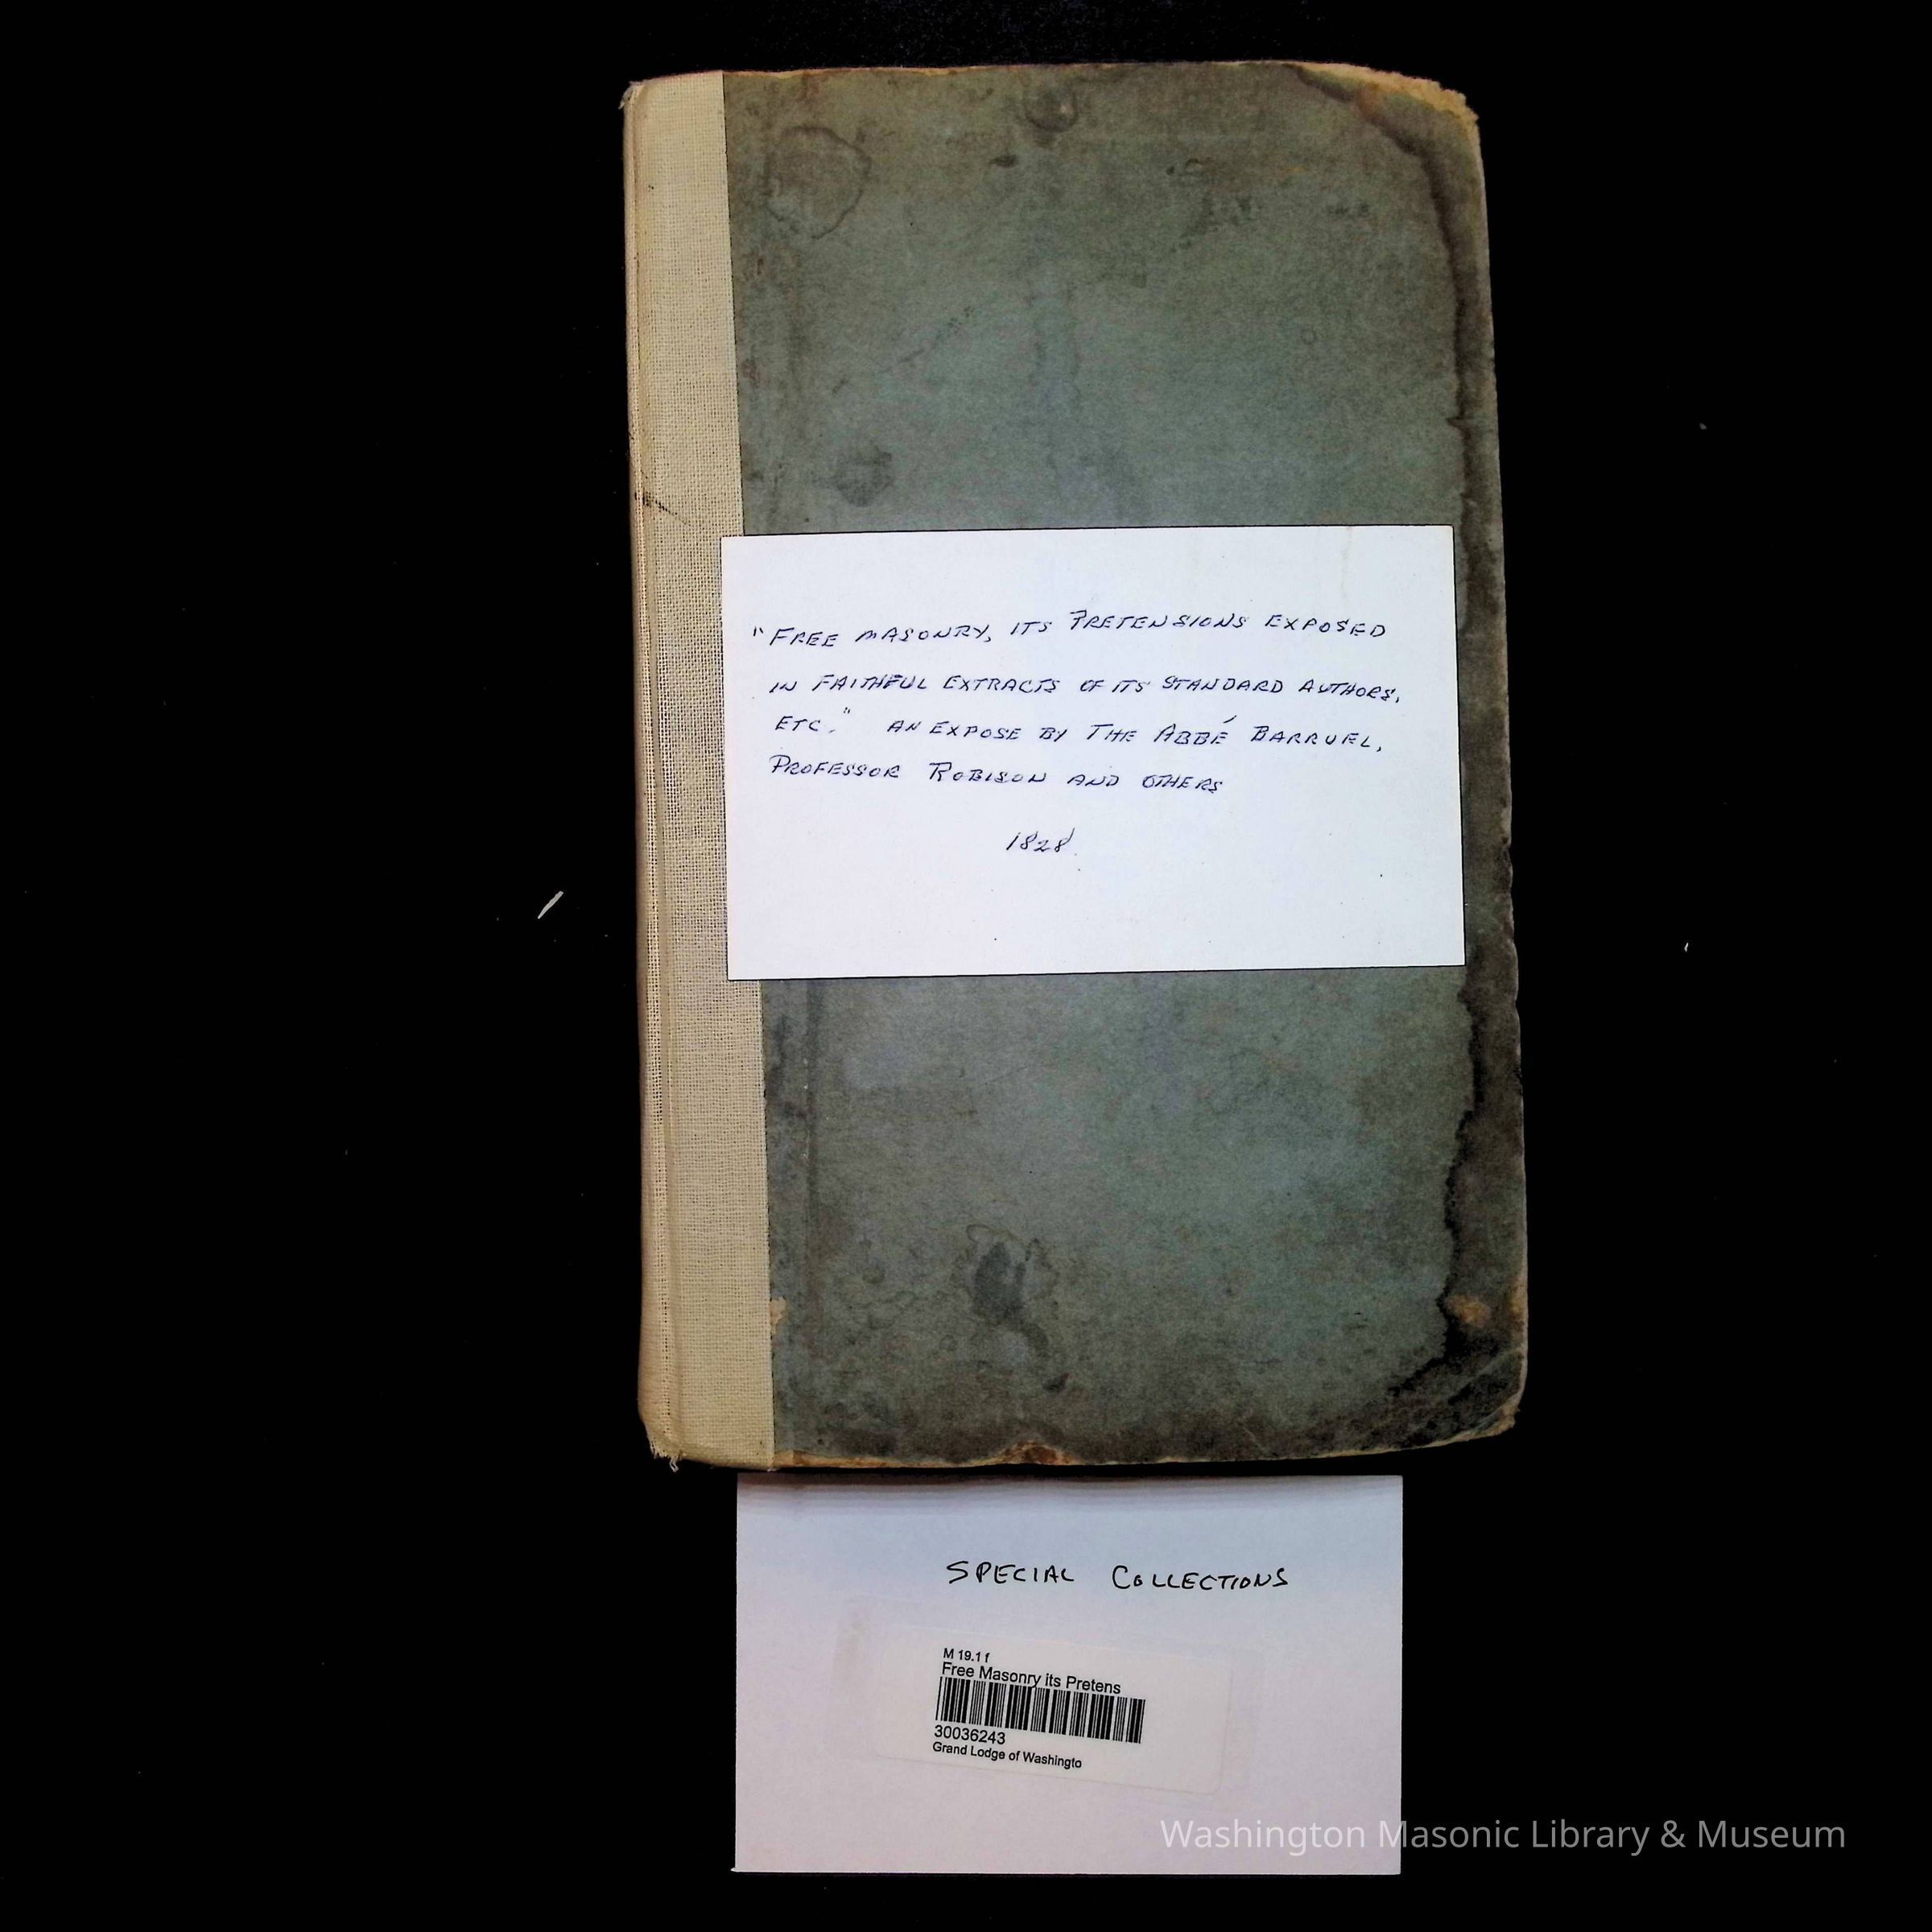 "FREE MASONRY, ITS PRETENSIONS EXPOSED
IN FAITHFUL EXTRACTS OF ITS STANDARD AUTHORS,
ETC." AN EXPOSE BY THE ABBÉ BARRUEL,
PROFESSOR ROBISON AND OTHERS
1828.
SPECIAL COLLECTIONS
M 19.1 f
Free Masonry its Pretens
30036243
Grand Lodge of Washingto
Washington Masonic Library & Museum